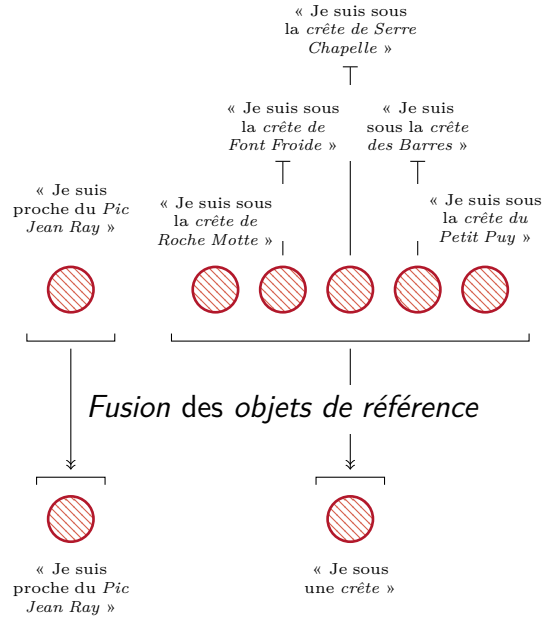 « Je suis sous
la crête de Serre
Chapelle »
« Je suis sous
la crête de
Font Froide »
« Je suis
sous la crête
des Barres »
« Je suis
proche du Pic
Jean Ray »
« Je suis sous
la crête de
Roche Motte »
« Je suis sous
la crête du
Petit Puy »
Fusion des objets de référence
« Je suis
proche du Pic
Jean Ray »
« Je sous
une crête »